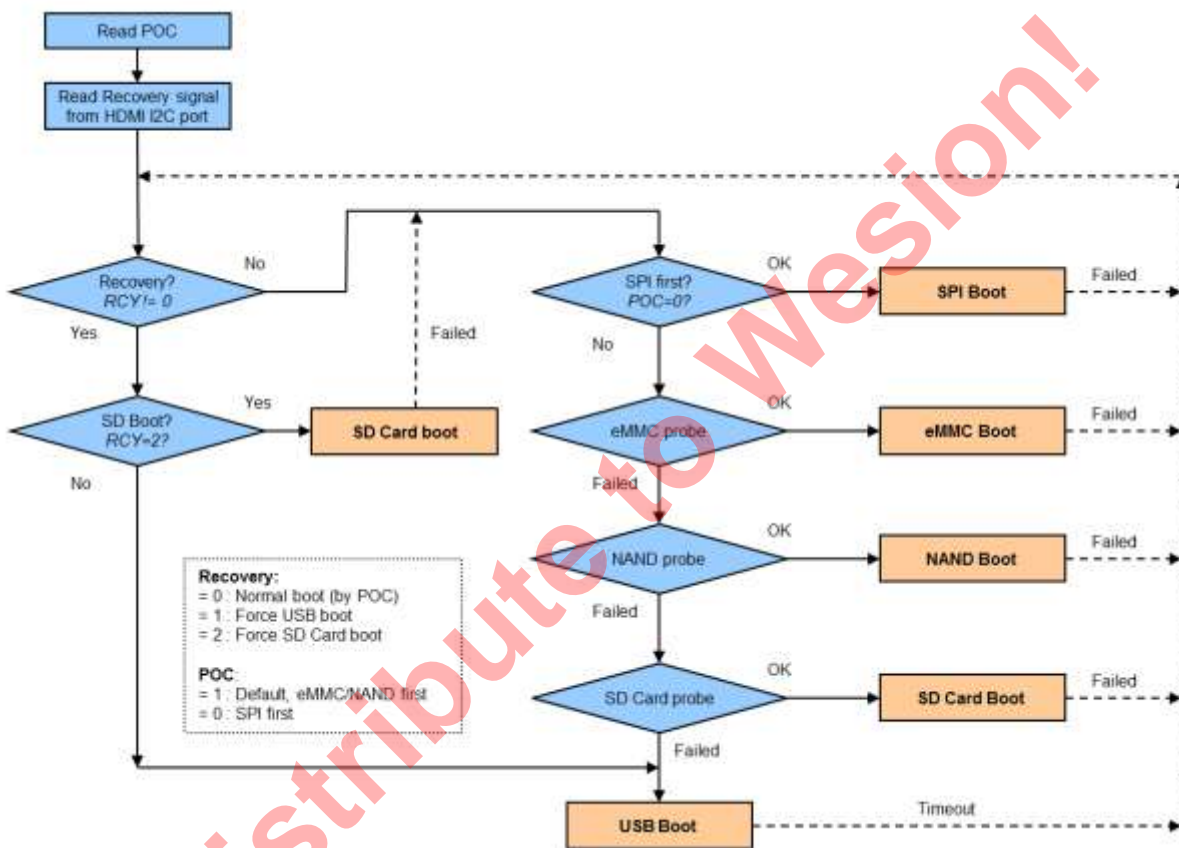 Read POC
Read Recovery signal
from HDMI I2C port
Recovery?
RCY!= 0
No
Yes
SD Boot?
RCY=2?
Yes
No
SD Card boot
Failed
SPI first?
POC=0?
OK
SPI Boot
Failed
No
eMMC probe
OK
eMMC Boot
Failed
Failed
NAND probe
OK
NAND Boot
Failed
Failed
SD Card probe
OK
SD Card Boot
Failed
Failed
USB Boot
Timeout
Recovery:
= 0 : Normal boot (by POC)
= 1 : Force USB boot
= 2 : Force SD Card boot
POC:
= 1 : Default, eMMC/NAND first
= 0 : SPI first
istribute to Wesion!